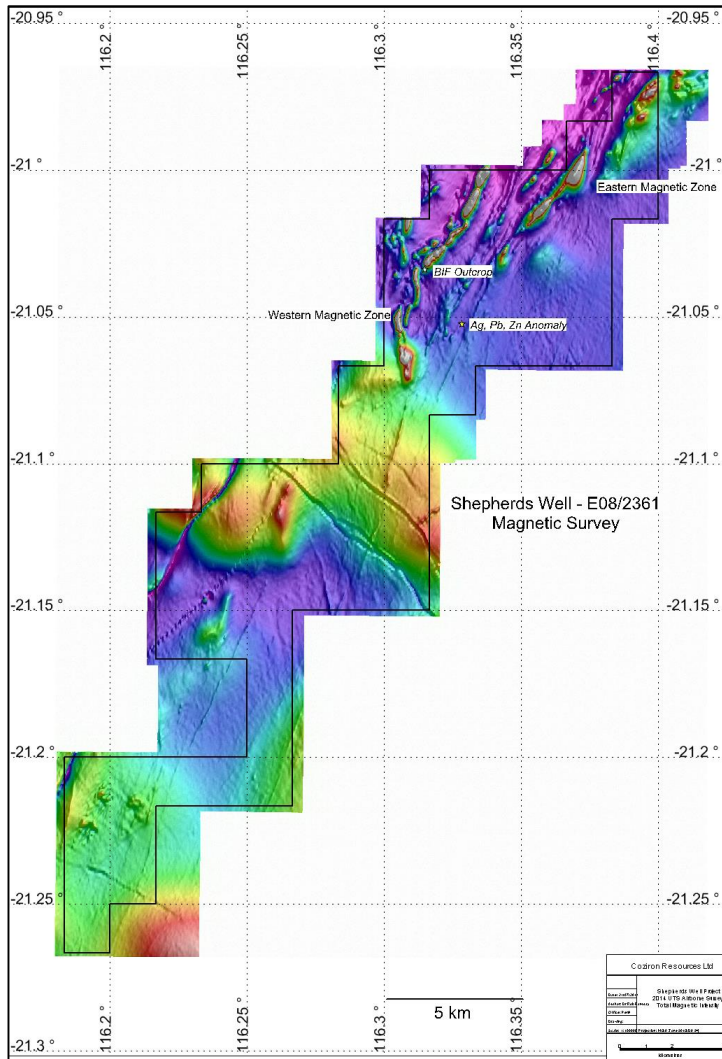 -20.95 °
-20.95 °
116.2 °
116.25 °
116.3 °
116.35 °
116.4 °
-21 °
-21 °
Eastern Magnetic Zone
BIF Outcrop
-21.05 °
-21.05 °
Western Magnetic Zone
Ag, Pb, Zn Anomaly
-21.1 °
-21.1 °
Shepherds Well - E08/2361
Magnetic Survey
-21.15 °
-21.15 °
-21.2 °
-21.2 °
-21.25 °
-21.25 °
5 km
-21.3 °
116.2 °
116.25 °
116.3 °
116.35 °
Coziron Resources Ltd
Shepherds Well Project
2014 UTS Airborne Survey
Total Magnetic Intensity
0 1 2
kilometres